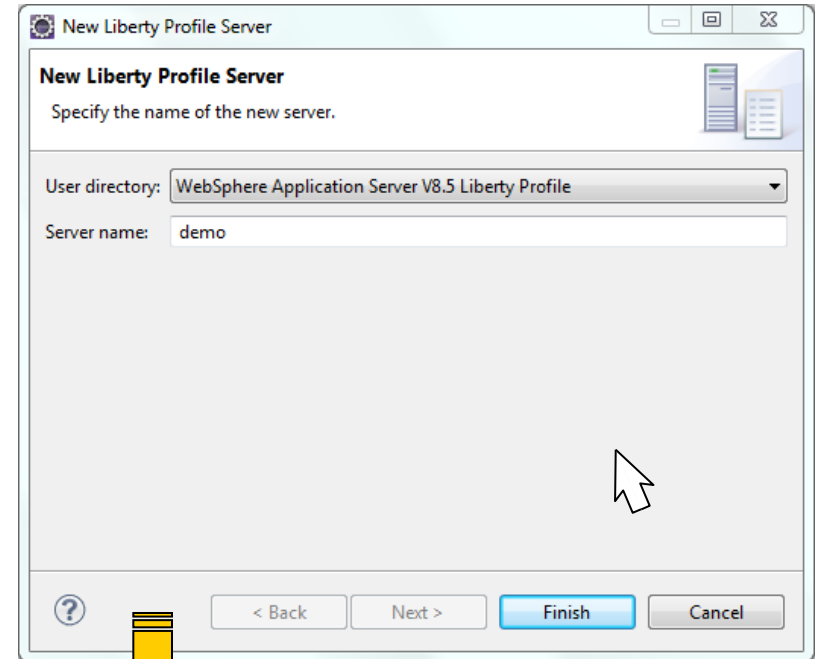 New Liberty Profile Server
New Liberty Profile Server
Specify the name of the new server.
User directory: WebSphere Application Server V8.5 Liberty Profile
Server name: demo
? < Back Next > Finish Cancel